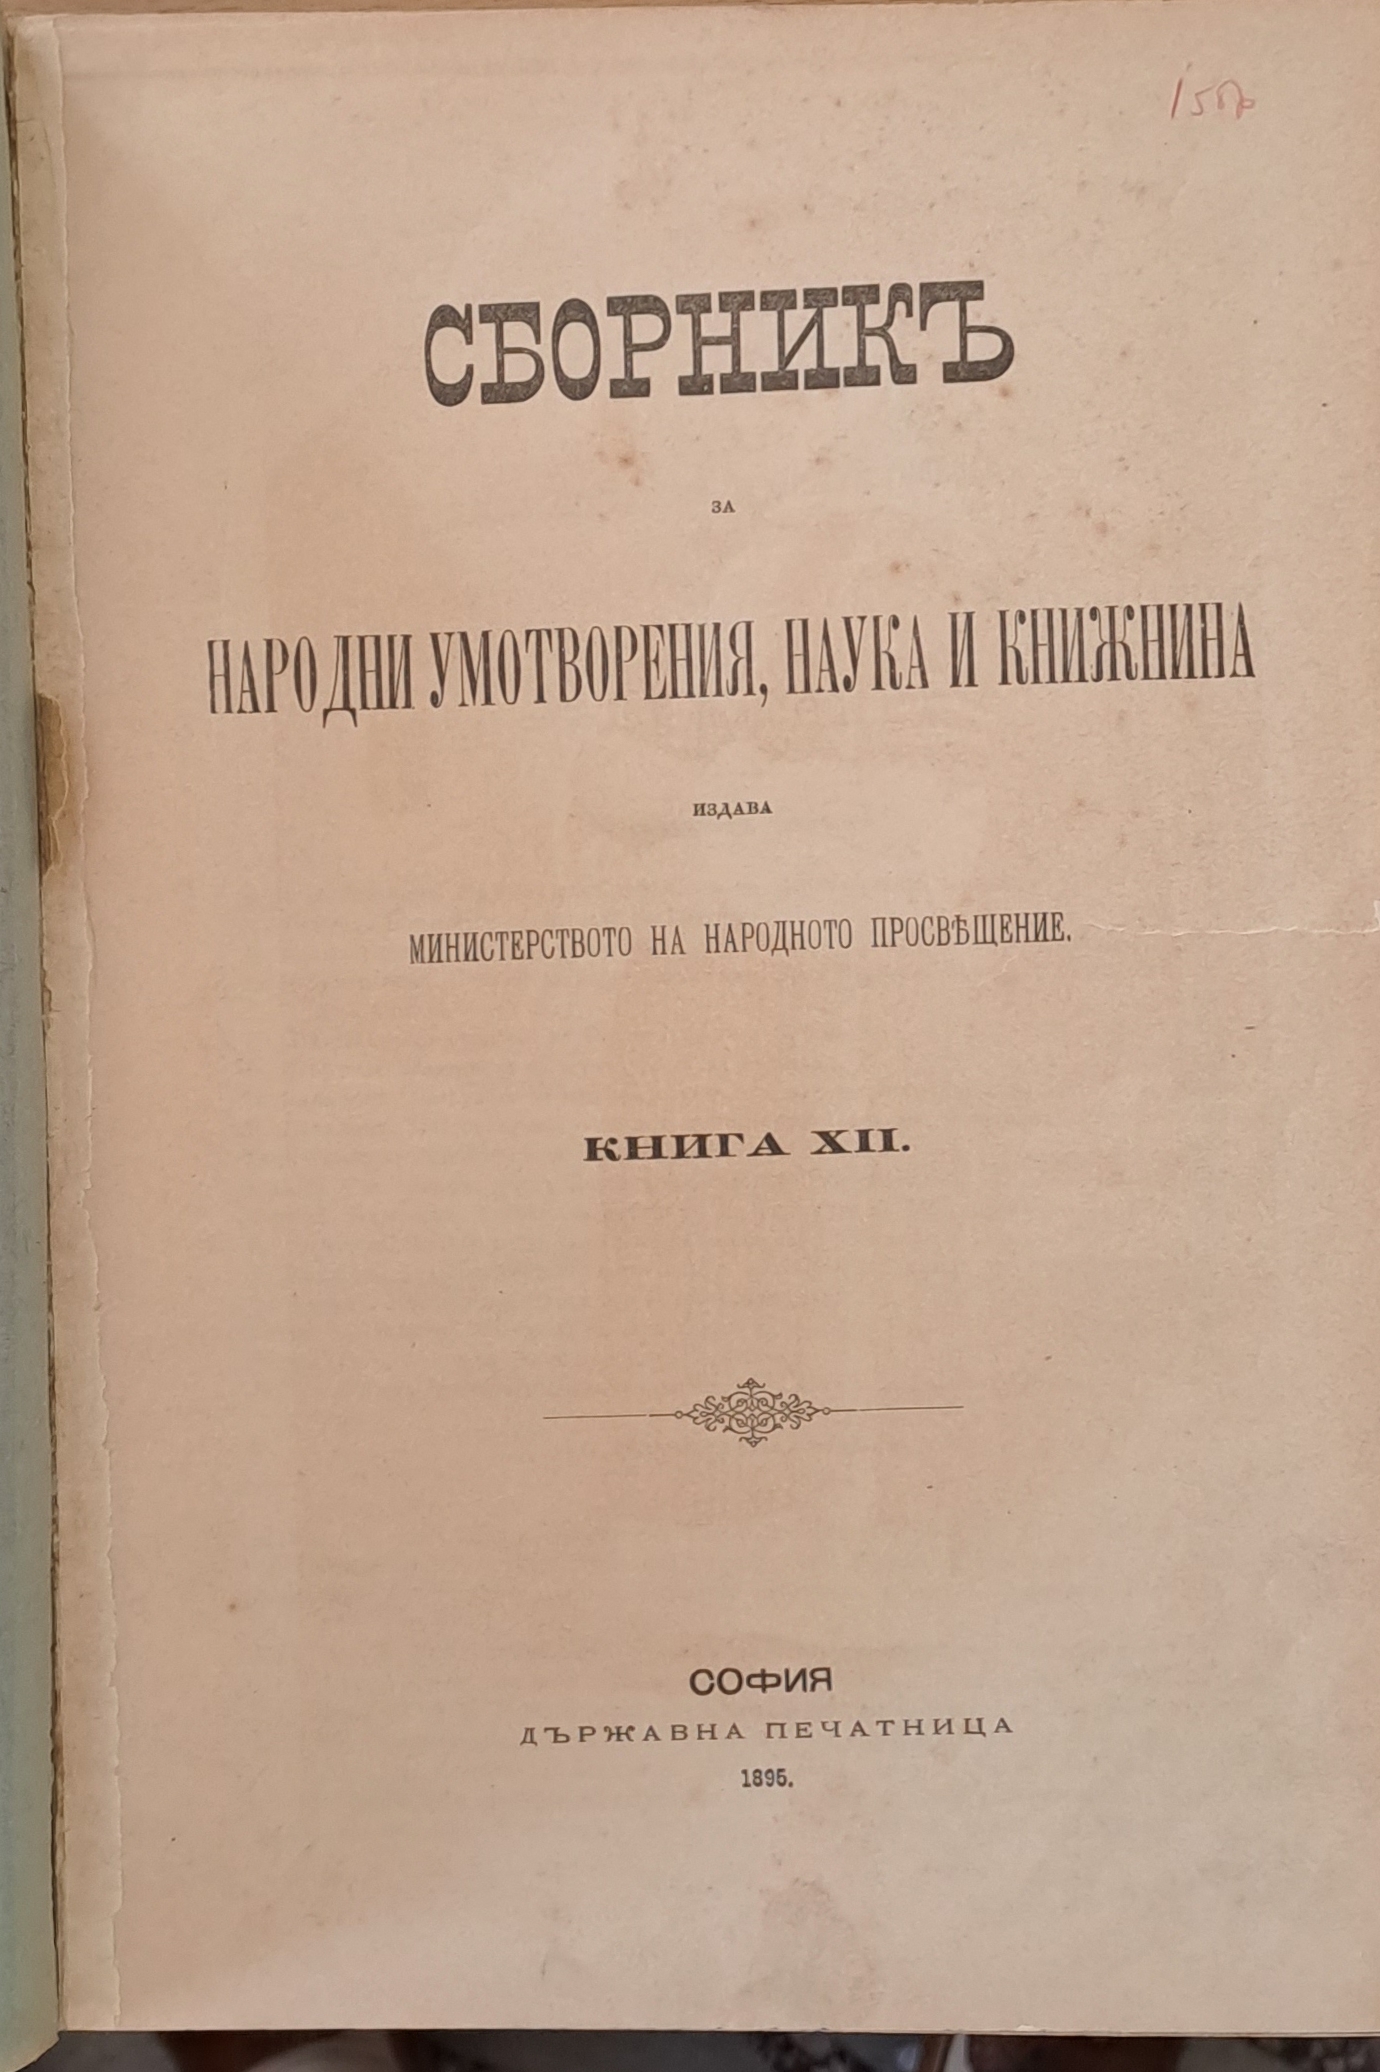 СБОРНИКЪ
ЗА
НАРОДНИ УМОТВОРЕНИЯ, НАУКА И КНИЖНИНА
ИЗДАВА
МИНИСТЕРСТВОТО НА НАРОДНОТО ПРОСВѢЩЕНИЕ.
КНИГА XII.
СОФИЯ
ДЪРЖАВНА ПЕЧАТНИЦА
1895.